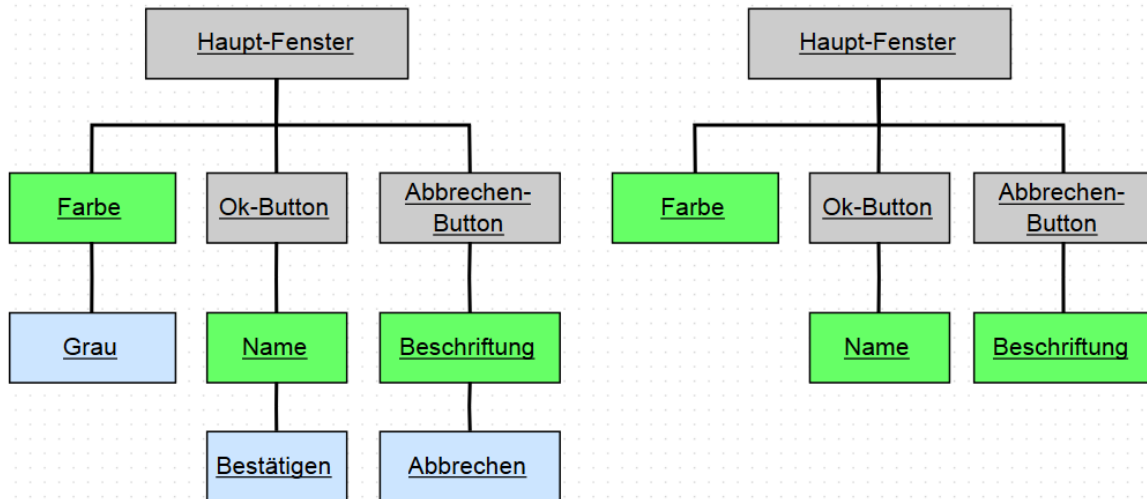 Haupt-Fenster
Farbe
Ok-Button
Abbrechen-
Button
Grau
Name
Beschriftung
Bestätigen
Abbrechen
Haupt-Fenster
Farbe
Ok-Button
Abbrechen-
Button
Name
Beschriftung